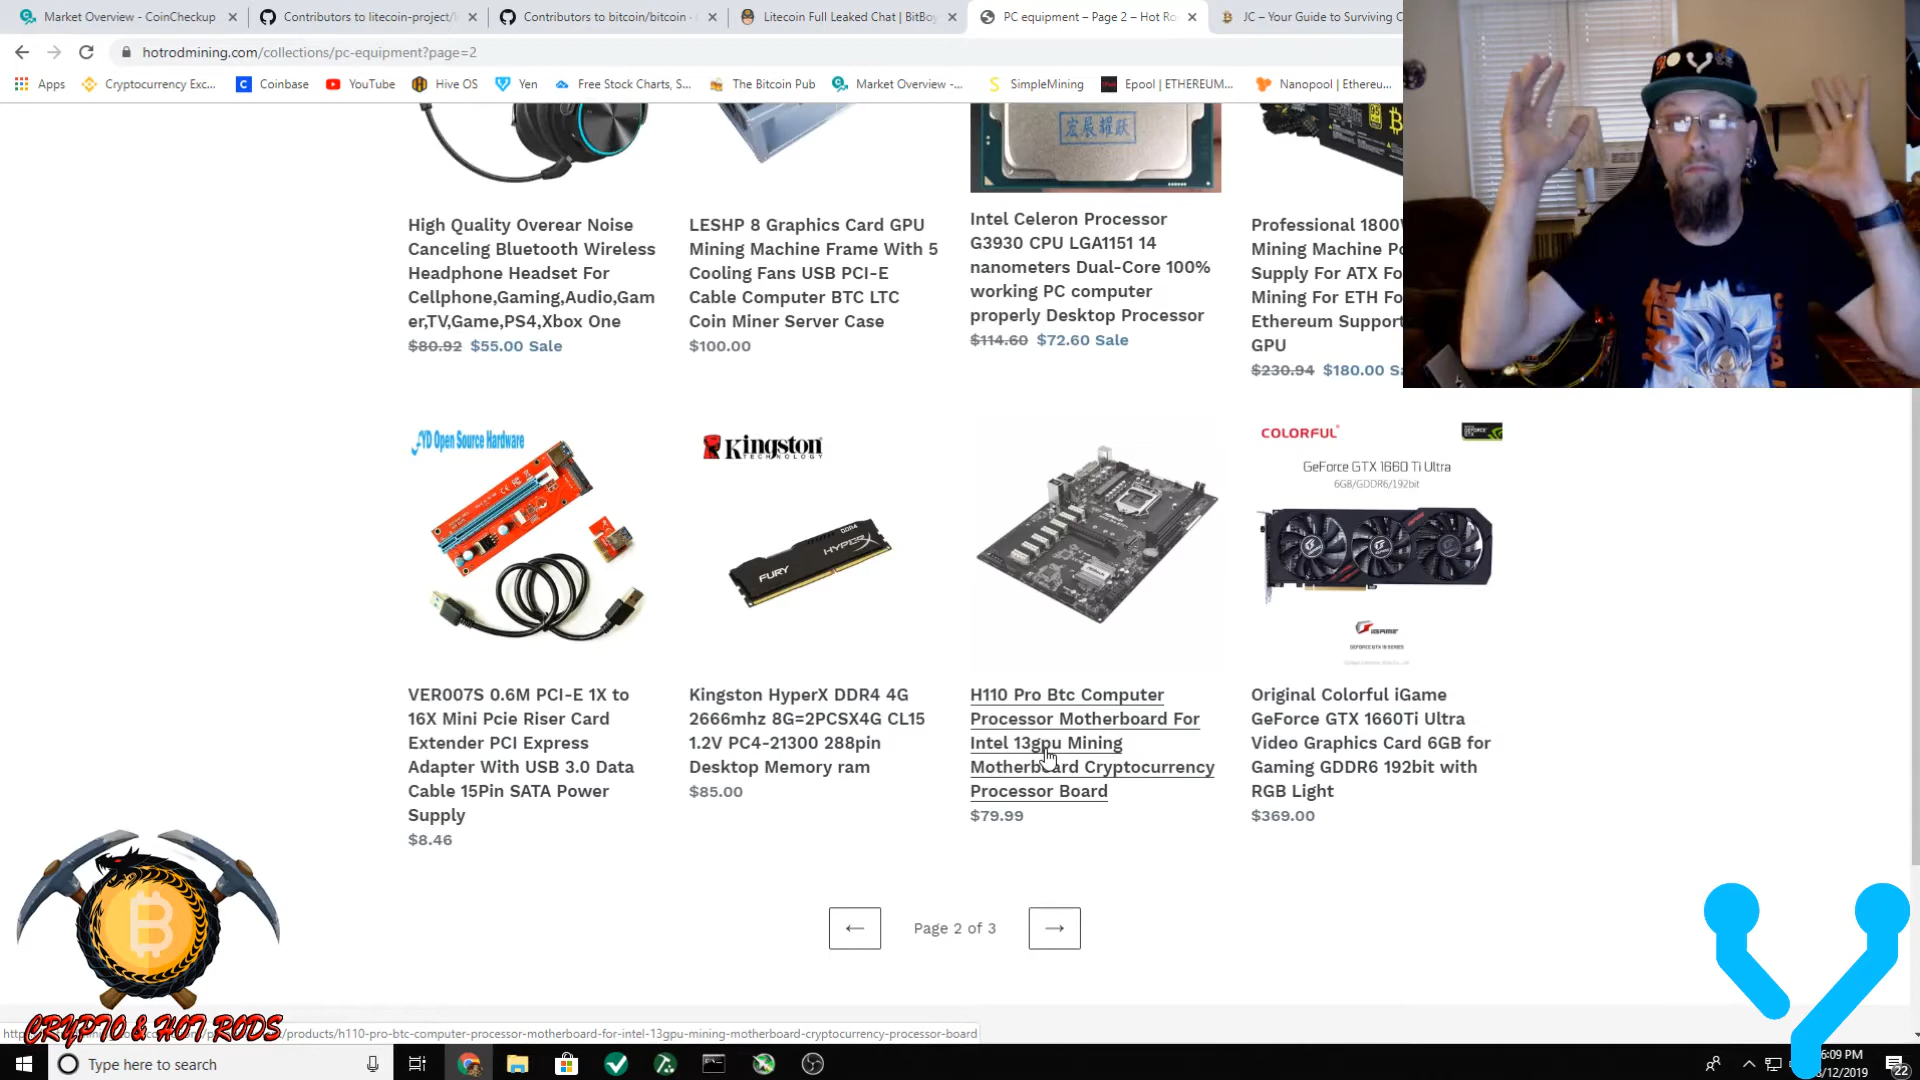 Market Overview - CoinCheckup
Contributors to litecoin-project/l
Contributors to bitcoin/bitcoin ·
Litecoin Full Leaked Chat | BitBoy
PC equipment – Page 2 – Hot Ro
JC – Your Guide to Surviving C
hotrodmining.com/collections/pc-equipment?page=2
Apps
Cryptocurrency Exc...
Coinbase
YouTube
Hive OS
Yen
Free Stock Charts, S...
The Bitcoin Pub
Market Overview -...
SimpleMining
Epool | ETHEREUM...
Nanopool | Ethereu...
宏晨耀跃
High Quality Overear Noise
Canceling Bluetooth Wireless
Headphone Headset For
Cellphone,Gaming,Audio,Gam
er,TV,Game,PS4,Xbox One
$80.92 $55.00 Sale
LESHP 8 Graphics Card GPU
Mining Machine Frame With 5
Cooling Fans USB PCI-E
Cable Computer BTC LTC
Coin Miner Server Case
$100.00
Intel Celeron Processor
G3930 CPU LGA1151 14
nanometers Dual-Core 100%
working PC computer
properly Desktop Processor
$114.60 $72.60 Sale
Professional 1800
Mining Machine Po
Supply For ATX Fo
Mining For ETH Fo
Ethereum Support
GPU
$230.94 $180.00 Sa
YD Open Source Hardware
Kingston
TECHNOLOGY
FURY
HYPERX
DDR4
COLORFUL
GeForce GTX 1660 Ti Ultra
6GB/GDDR6/192bit
iGAME
VER007S 0.6M PCI-E 1X to
16X Mini Pcie Riser Card
Extender PCI Express
Adapter With USB 3.0 Data
Cable 15Pin SATA Power
Supply
$8.46
Kingston HyperX DDR4 4G
2666mhz 8G=2PCSX4G CL15
1.2V PC4-21300 288pin
Desktop Memory ram
$85.00
H110 Pro Btc Computer
Processor Motherboard For
Intel 13gpu Mining
Motherboard Cryptocurrency
Processor Board
$79.99
Original Colorful iGame
GeForce GTX 1660Ti Ultra
Video Graphics Card 6GB for
Gaming GDDR6 192bit with
RGB Light
$369.00
← Page 2 of 3 →
CRYPTO & HOT RODS
/products/h110-pro-btc-computer-processor-motherboard-for-intel-13gpu-mining-motherboard-cryptocurrency-processor-board
Type here to search
6:09 PM
/12/2019
22